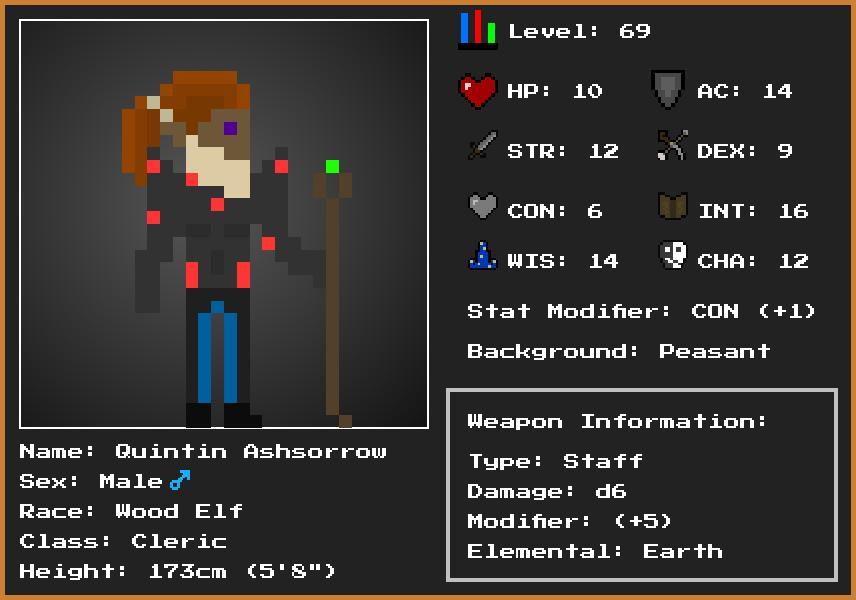 Level: 69
HP: 10
AC: 14
STR: 12
DEX: 9
CON: 6
INT: 16
WIS: 14
CHA: 12
Stat Modifier: CON (+1)
Background: Peasant
Weapon Information:
Type: Staff
Damage: d6
Modifier: (+5)
Elemental: Earth
Name: Quintin Ashsorrow
Sex: Male♂
Race: Wood Elf
Class: Cleric
Height: 173cm (5'8")